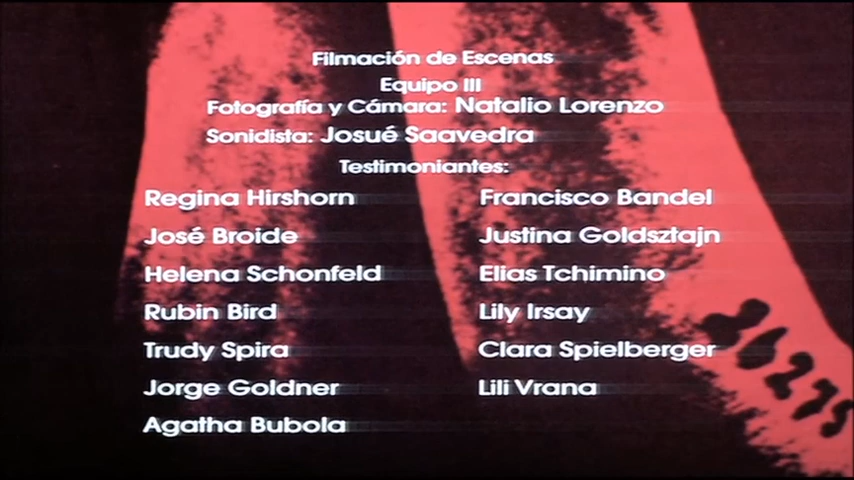 Filmación de Escenas
Equipo III
Fotografía y Cámara: Natalio Lorenzo
Sonidista: Josué Saavedra
Testimoniantes:
Regina Hirshorn
Francisco Bandel
José Broide
Justina Goldsztajn
Helena Schonfeld
Elias Tchimino
Rubin Bird
Lily Irsay
Trudy Spira
Clara Spielberger
Jorge Goldner
Lili Vrana
Agatha Bubola